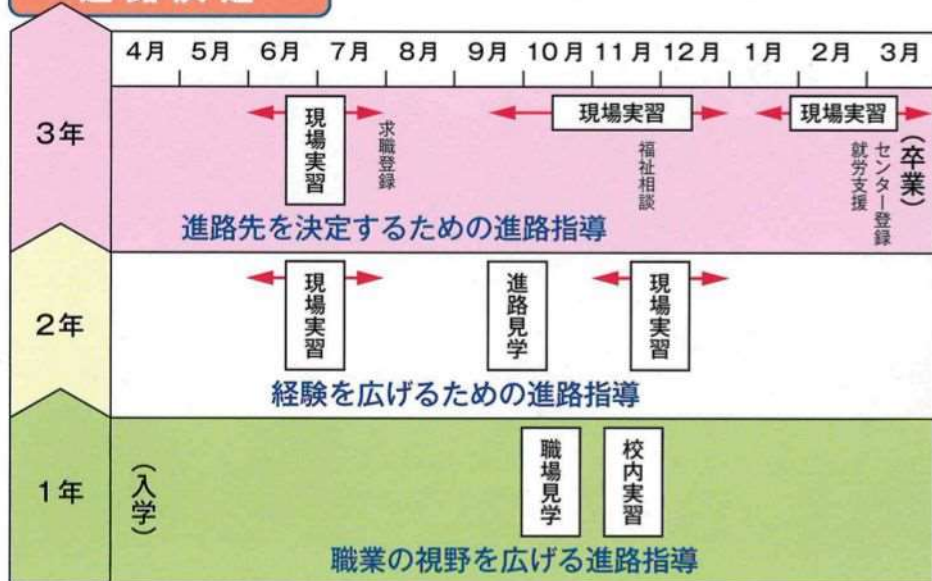 4月 5月 6月 7月 8月 9月 10月 11月 12月 1月 2月 3月
3年
現場実習
求職登録
現場実習
福祉相談
現場実習
就労支援
センター登録
(卒業)
進路先を決定するための進路指導
2年
現場実習
進路見学
現場実習
経験を広げるための進路指導
1年
(入学)
職場見学
校内実習
職業の視野を広げる進路指導